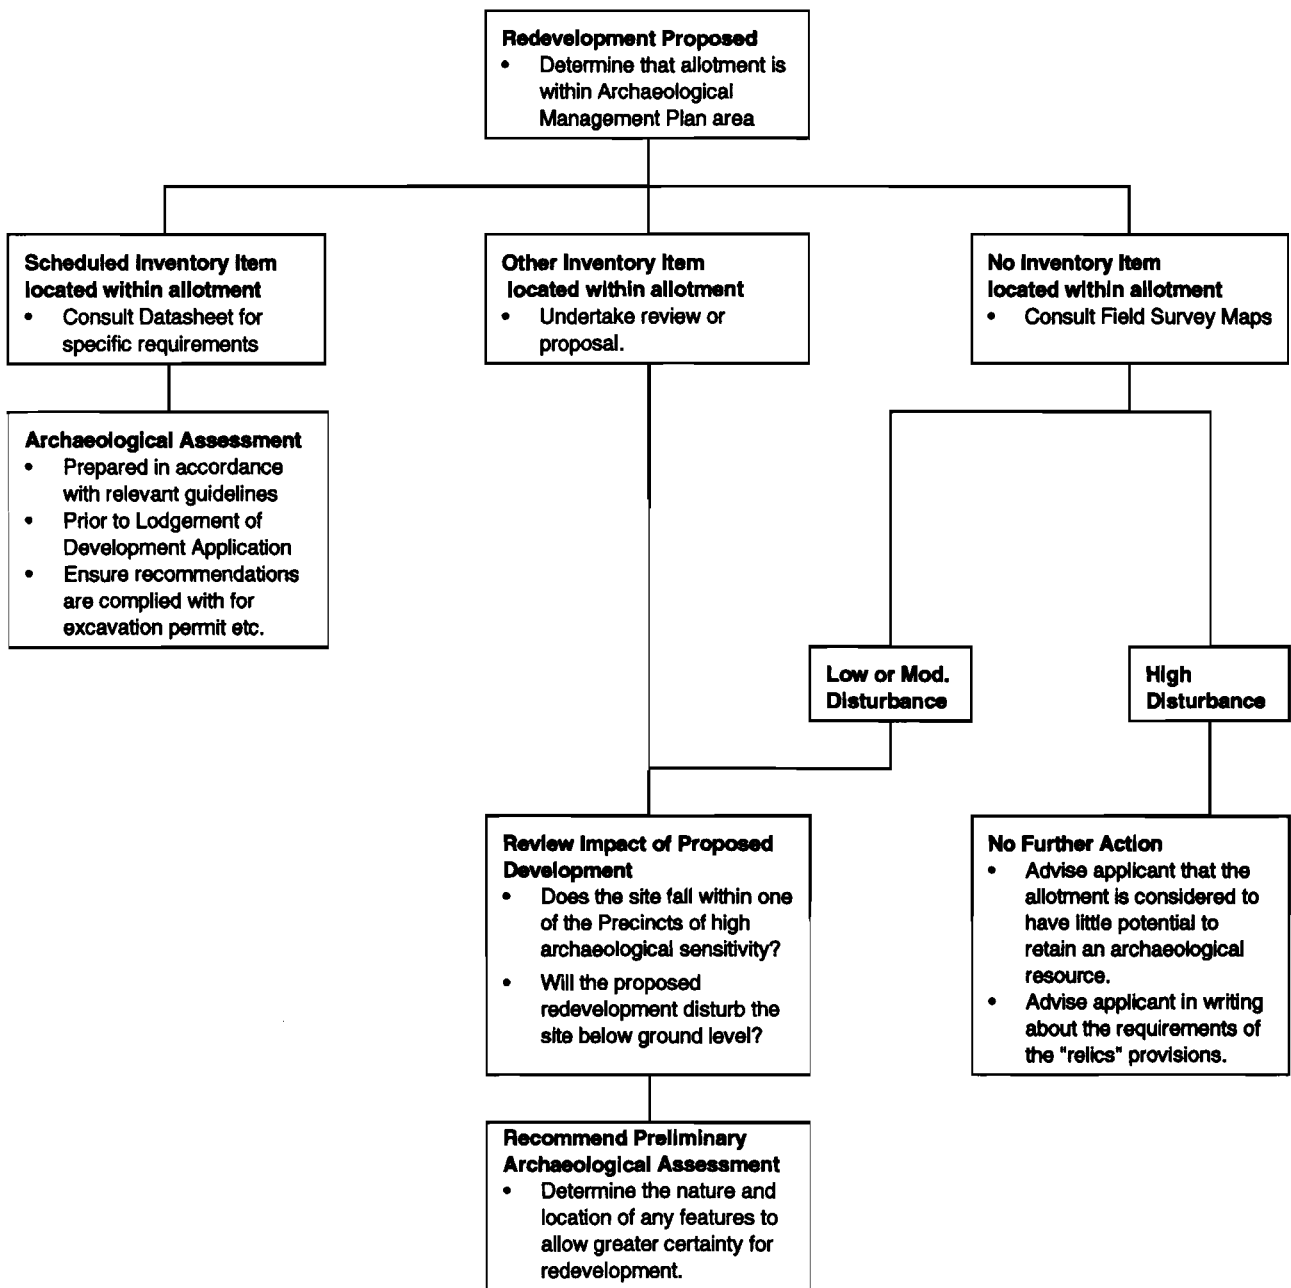 Redevelopment Proposed
• Determine that allotment is
within Archaeological
Management Plan area
Scheduled Inventory Item
located within allotment
• Consult Datasheet for
specific requirements
Other Inventory Item
located within allotment
• Undertake review or
proposal.
No Inventory Item
located within allotment
• Consult Field Survey Maps
Archaeological Assessment
• Prepared in accordance
with relevant guidelines
• Prior to Lodgement of
Development Application
• Ensure recommendations
are complied with for
excavation permit etc.
Low or Mod.
Disturbance
High
Disturbance
Review Impact of Proposed
Development
• Does the site fall within one
of the Precincts of high
archaeological sensitivity?
• Will the proposed
redevelopment disturb the
site below ground level?
No Further Action
• Advise applicant that the
allotment is considered to
have little potential to
retain an archaeological
resource.
• Advise applicant in writing
about the requirements of
the "relics" provisions.
Recommend Preliminary
Archaeological Assessment
• Determine the nature and
location of any features to
allow greater certainty for
redevelopment.